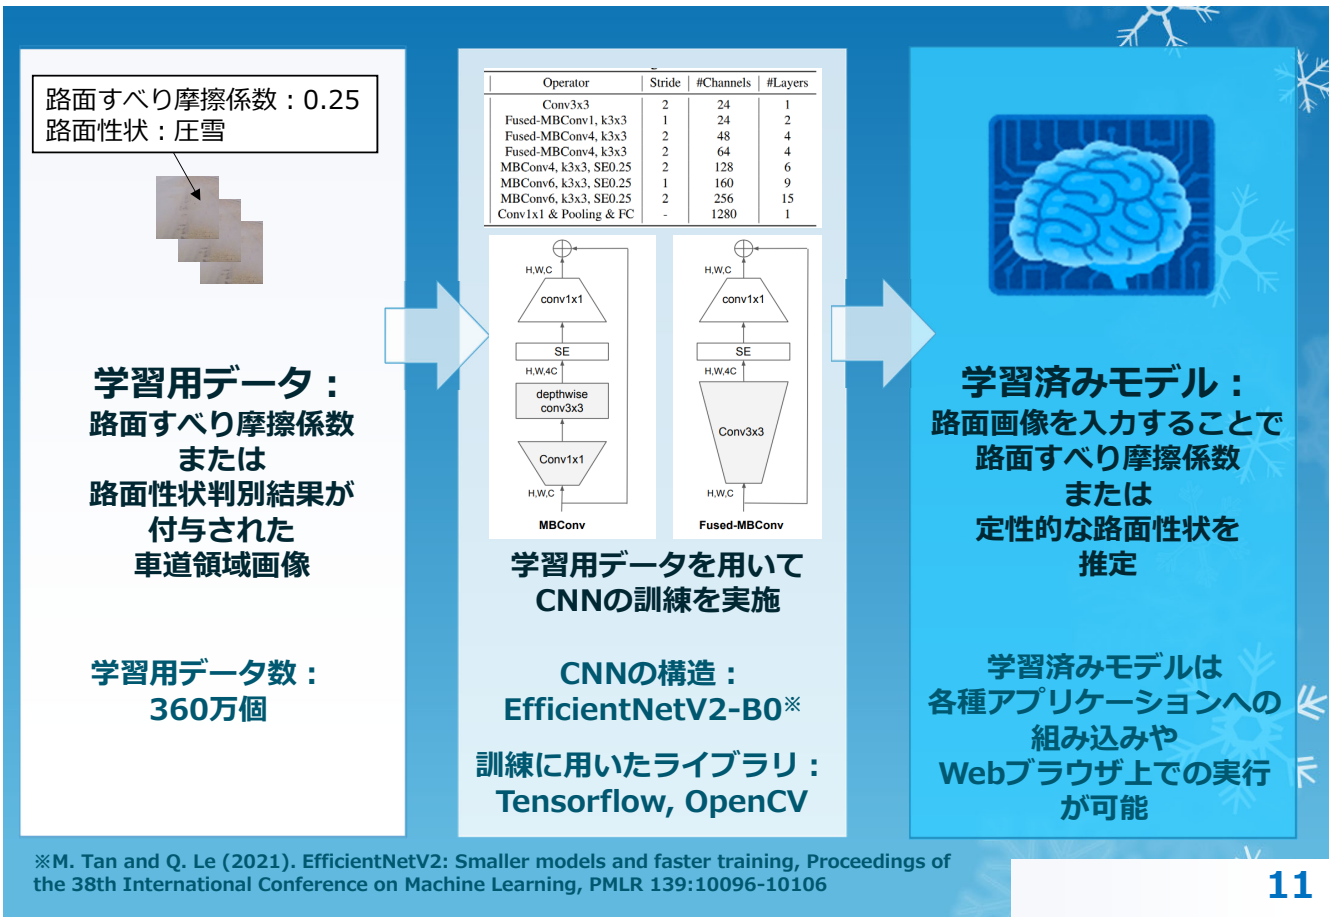 路面すべり摩擦係数：0.25
路面性状：圧雪
学習用データ：
路面すべり摩擦係数
または
路面性状判別結果が
付与された
車道領域画像
学習用データ数：
360万個
Operator Stride #Channels #Layers
Conv3x3 2 24 1
Fused-MBConv1, k3x3 1 24 2
Fused-MBConv4, k3x3 2 48 4
Fused-MBConv4, k3x3 2 64 4
MBConv4, k3x3, SE0.25 2 128 6
MBConv6, k3x3, SE0.25 1 160 9
MBConv6, k3x3, SE0.25 2 256 15
Conv1x1 & Pooling & FC - 1280 1
H,W,C
conv1x1
SE
H,W,4C
depthwise
conv3x3
Conv1x1
H,W,C
MBConv
H,W,C
conv1x1
SE
H,W,4C
Conv3x3
H,W,C
Fused-MBConv
学習用データを用いて
CNNの訓練を実施
CNNの構造：
EfficientNetV2-B0※
訓練に用いたライブラリ：
Tensorflow, OpenCV
学習済みモデル：
路面画像を入力することで
路面すべり摩擦係数
または
定性的な路面性状を
推定
学習済みモデルは
各種アプリケーションへの
組み込みや
Webブラウザ上での実行
が可能
※M. Tan and Q. Le (2021). EfficientNetV2: Smaller models and faster training, Proceedings of
the 38th International Conference on Machine Learning, PMLR 139:10096-10106
11